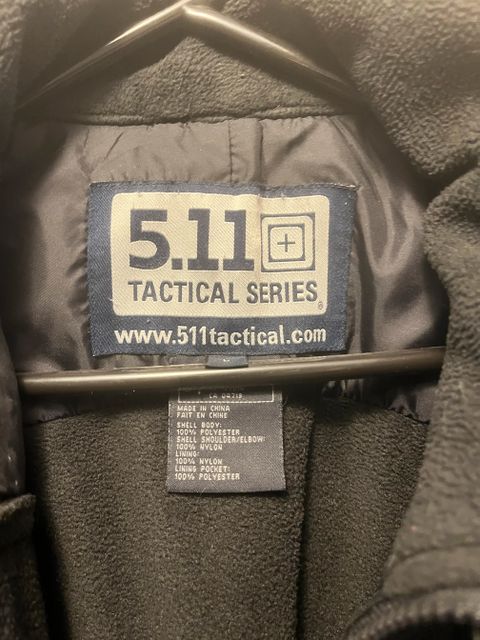 5.11
TACTICAL SERIES®
www.511tactical.com
MADE IN CHINA
FAIT EN CHINE
SHELL BODY:
100% POLYESTER
SHELL SHOULDER/ELBOW:
100% NYLON
LINING:
100% NYLON
LINING POCKET:
100% POLYESTER